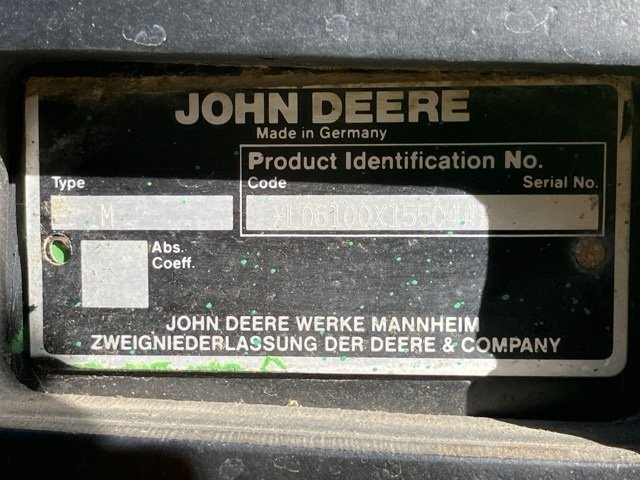 JOHN DEERE
Made in Germany
Product Identification No.
Type
Code
Serial No.
M
Abs.
Coeff.
JOHN DEERE WERKE MANNHEIM
ZWEIGNIEDERLASSUNG DER DEERE & COMPANY